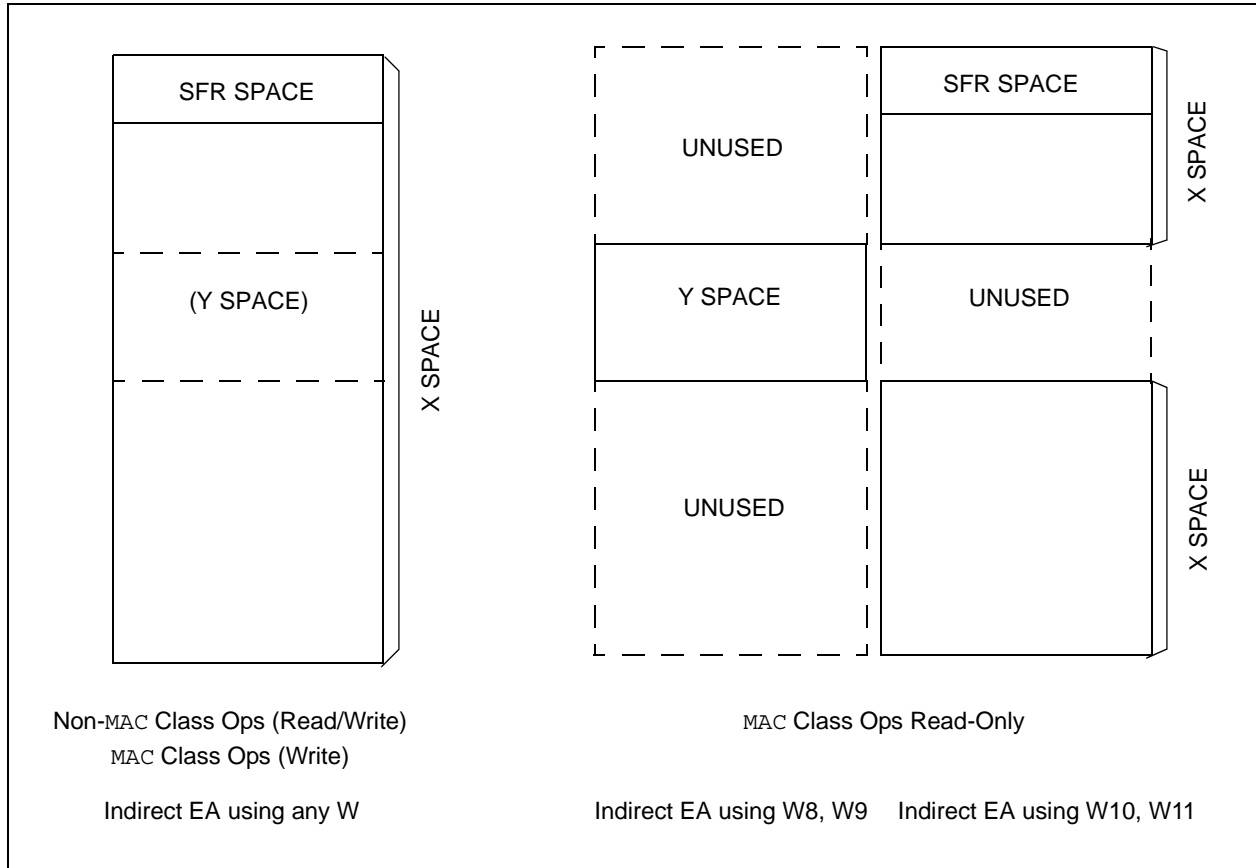 SFR SPACE
(Y SPACE)
X SPACE
Non-MAC Class Ops (Read/Write)
MAC Class Ops (Write)
Indirect EA using any W
UNUSED
Y SPACE
UNUSED
SFR SPACE
X SPACE
UNUSED
X SPACE
MAC Class Ops Read-Only
Indirect EA using W8, W9
Indirect EA using W10, W11